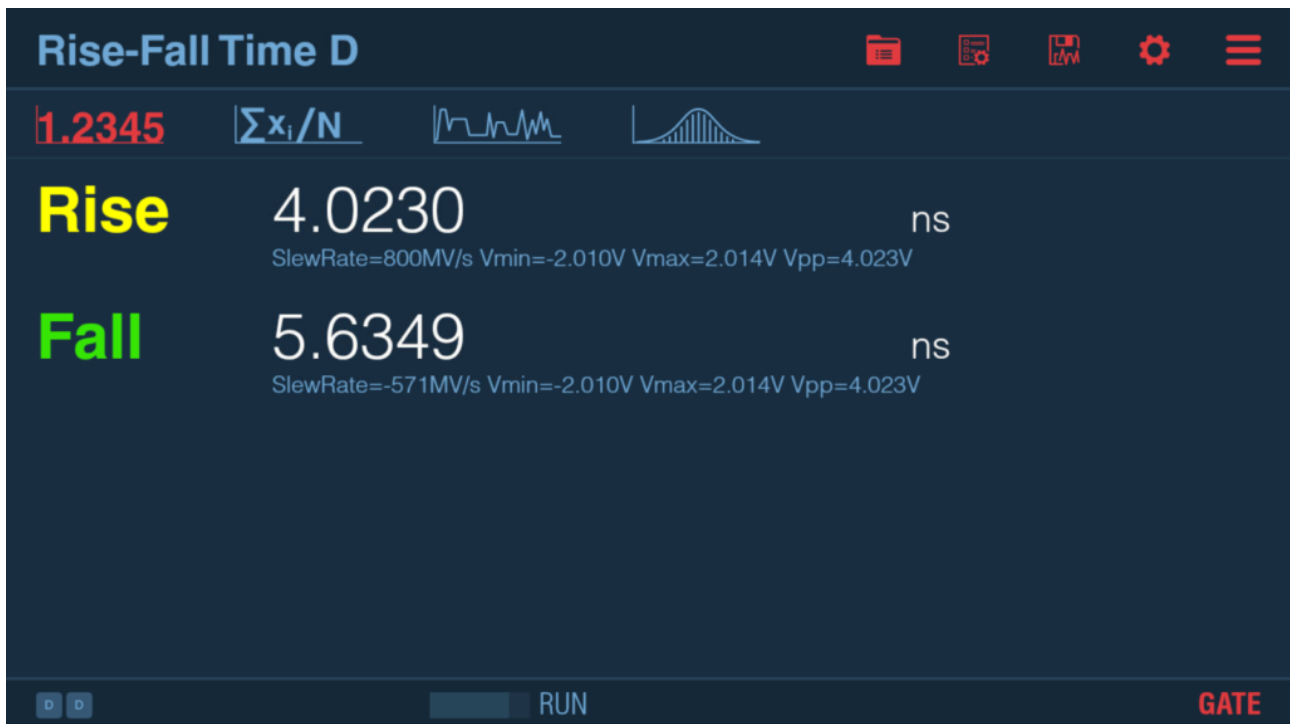 Rise-Fall Time D
1.2345 ∑xᵢ/N
Rise 4.0230 ns
SlewRate=800MV/s Vmin=-2.010V Vmax=2.014V Vpp=4.023V
Fall 5.6349 ns
SlewRate=-571MV/s Vmin=-2.010V Vmax=2.014V Vpp=4.023V
D D RUN GATE